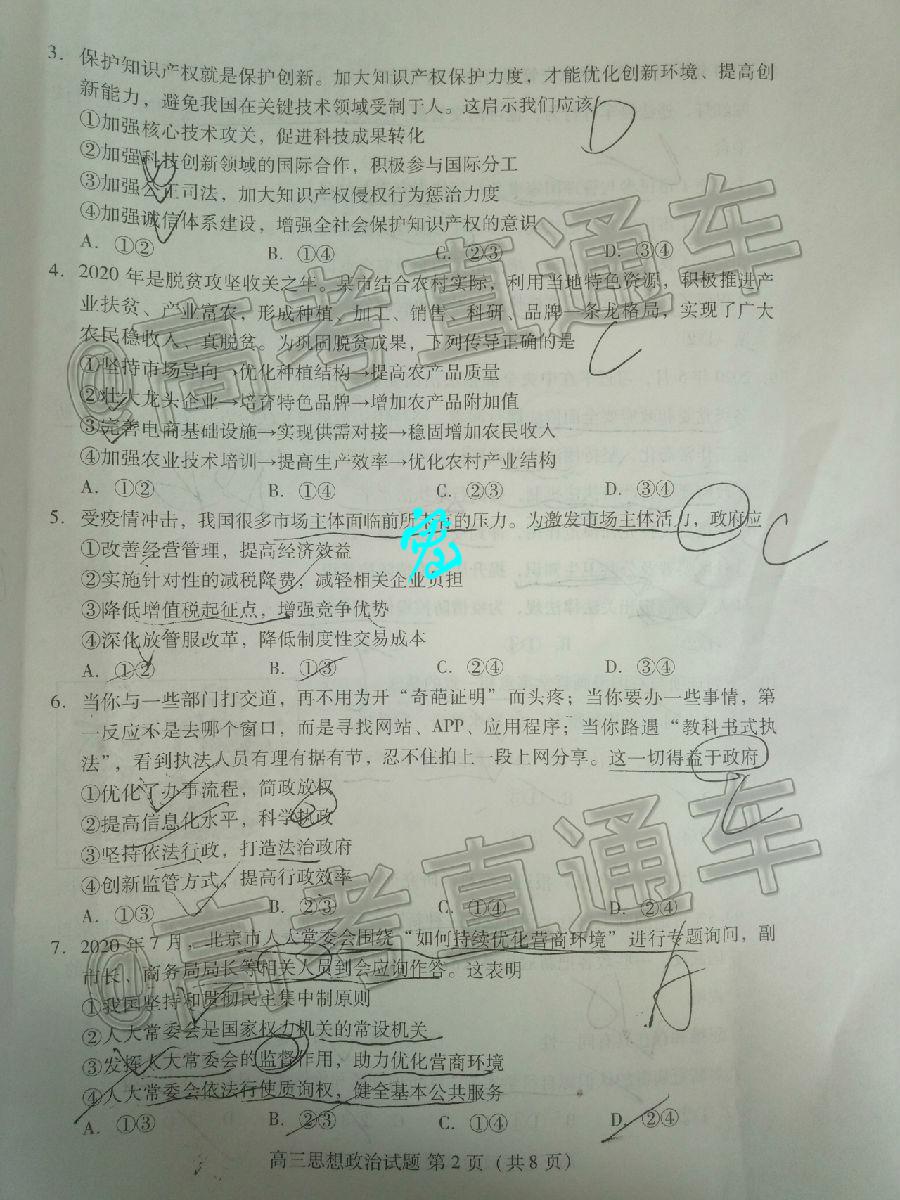 3. 保护知识产权就是保护创新。加大知识产权保护力度，才能优化创新环境、提高创
新能力，避免我国在关键技术领域受制于人。这启示我们应该
D
①加强核心技术攻关，促进科技成果转化
②加强科技创新领域的国际合作，积极参与国际分工
③加强公正司法，加大知识产权侵权行为惩治力度
④加强诚信体系建设，增强全社会保护知识产权的意识
A. ①② B. ①④ C. ②③ D. ③④
4. 2020 年是脱贫攻坚收关之年。某市结合农村实际，利用当地特色资源，积极推进产
业扶贫、产业富农，形成种植、加工、销售、科研、品牌一条龙格局，实现了广大
农民稳收入、真脱贫。为巩固脱贫成果，下列传导正确的是
C
①坚持市场导向→优化种植结构→提高农产品质量
②壮大龙头企业→培育特色品牌→增加农产品附加值
③完善电商基础设施→实现供需对接→稳固增加农民收入
④加强农业技术培训→提高生产效率→优化农村产业结构
A. ①② B. ①④ C. ②③ D. ③④
5. 受疫情冲击，我国很多市场主体面临前所的压力。为激发市场主体活力，政府应
C
①改善经营管理，提高经济效益
②实施针对性的减税降费，减轻相关企业负担
③降低增值税起征点，增强竞争优势
④深化放管服改革，降低制度性交易成本
A. ①② B. ①③ C. ②④ D. ③④
6. 当你与一些部门打交道，再不用为开“奇葩证明”而头疼；当你要办一些事情，第
一反应不是去哪个窗口，而是寻找网站、APP、应用程序；当你路遇“教科书式执
法”，看到执法人员有理有据有节，忍不住拍上一段上网分享。这一切得益于政府
C
①优化了办事流程，简政放权
②提高信息化水平，科学执政
③坚持依法行政，打造法治政府
④创新监管方式，提高行政效率
A. ①③ B. ②③ C. ①④ D. ②④
7. 2020 年 7 月，北京市人大常委会围绕“如何持续优化营商环境”进行专题询问，副
市长、商务局局长等相关人员到会应询作答。这表明
A
①我国坚持和贯彻民主集中制原则
②人大常委会是国家权力机关的常设机关
③发挥人大常委会的监督作用，助力优化营商环境
④人大常委会依法行使质询权，健全基本公共服务
A. ①③ B. ②③ C. ①④ D. ②④
高三思想政治试题 第 2 页（共 8 页）
@高考直通车
@高考直通车